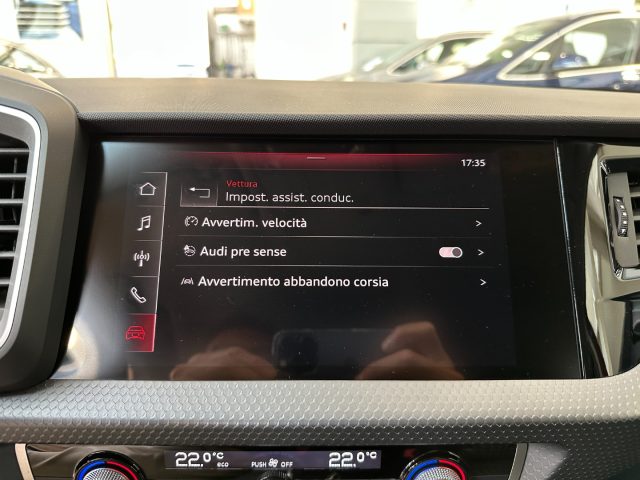 17:35
Vettura
Impost. assist. conduc.
Avvertim. velocità >
Audi pre sense >
Avvertimento abbandono corsia >
22.0°C eco PUSH OFF 22.0°C